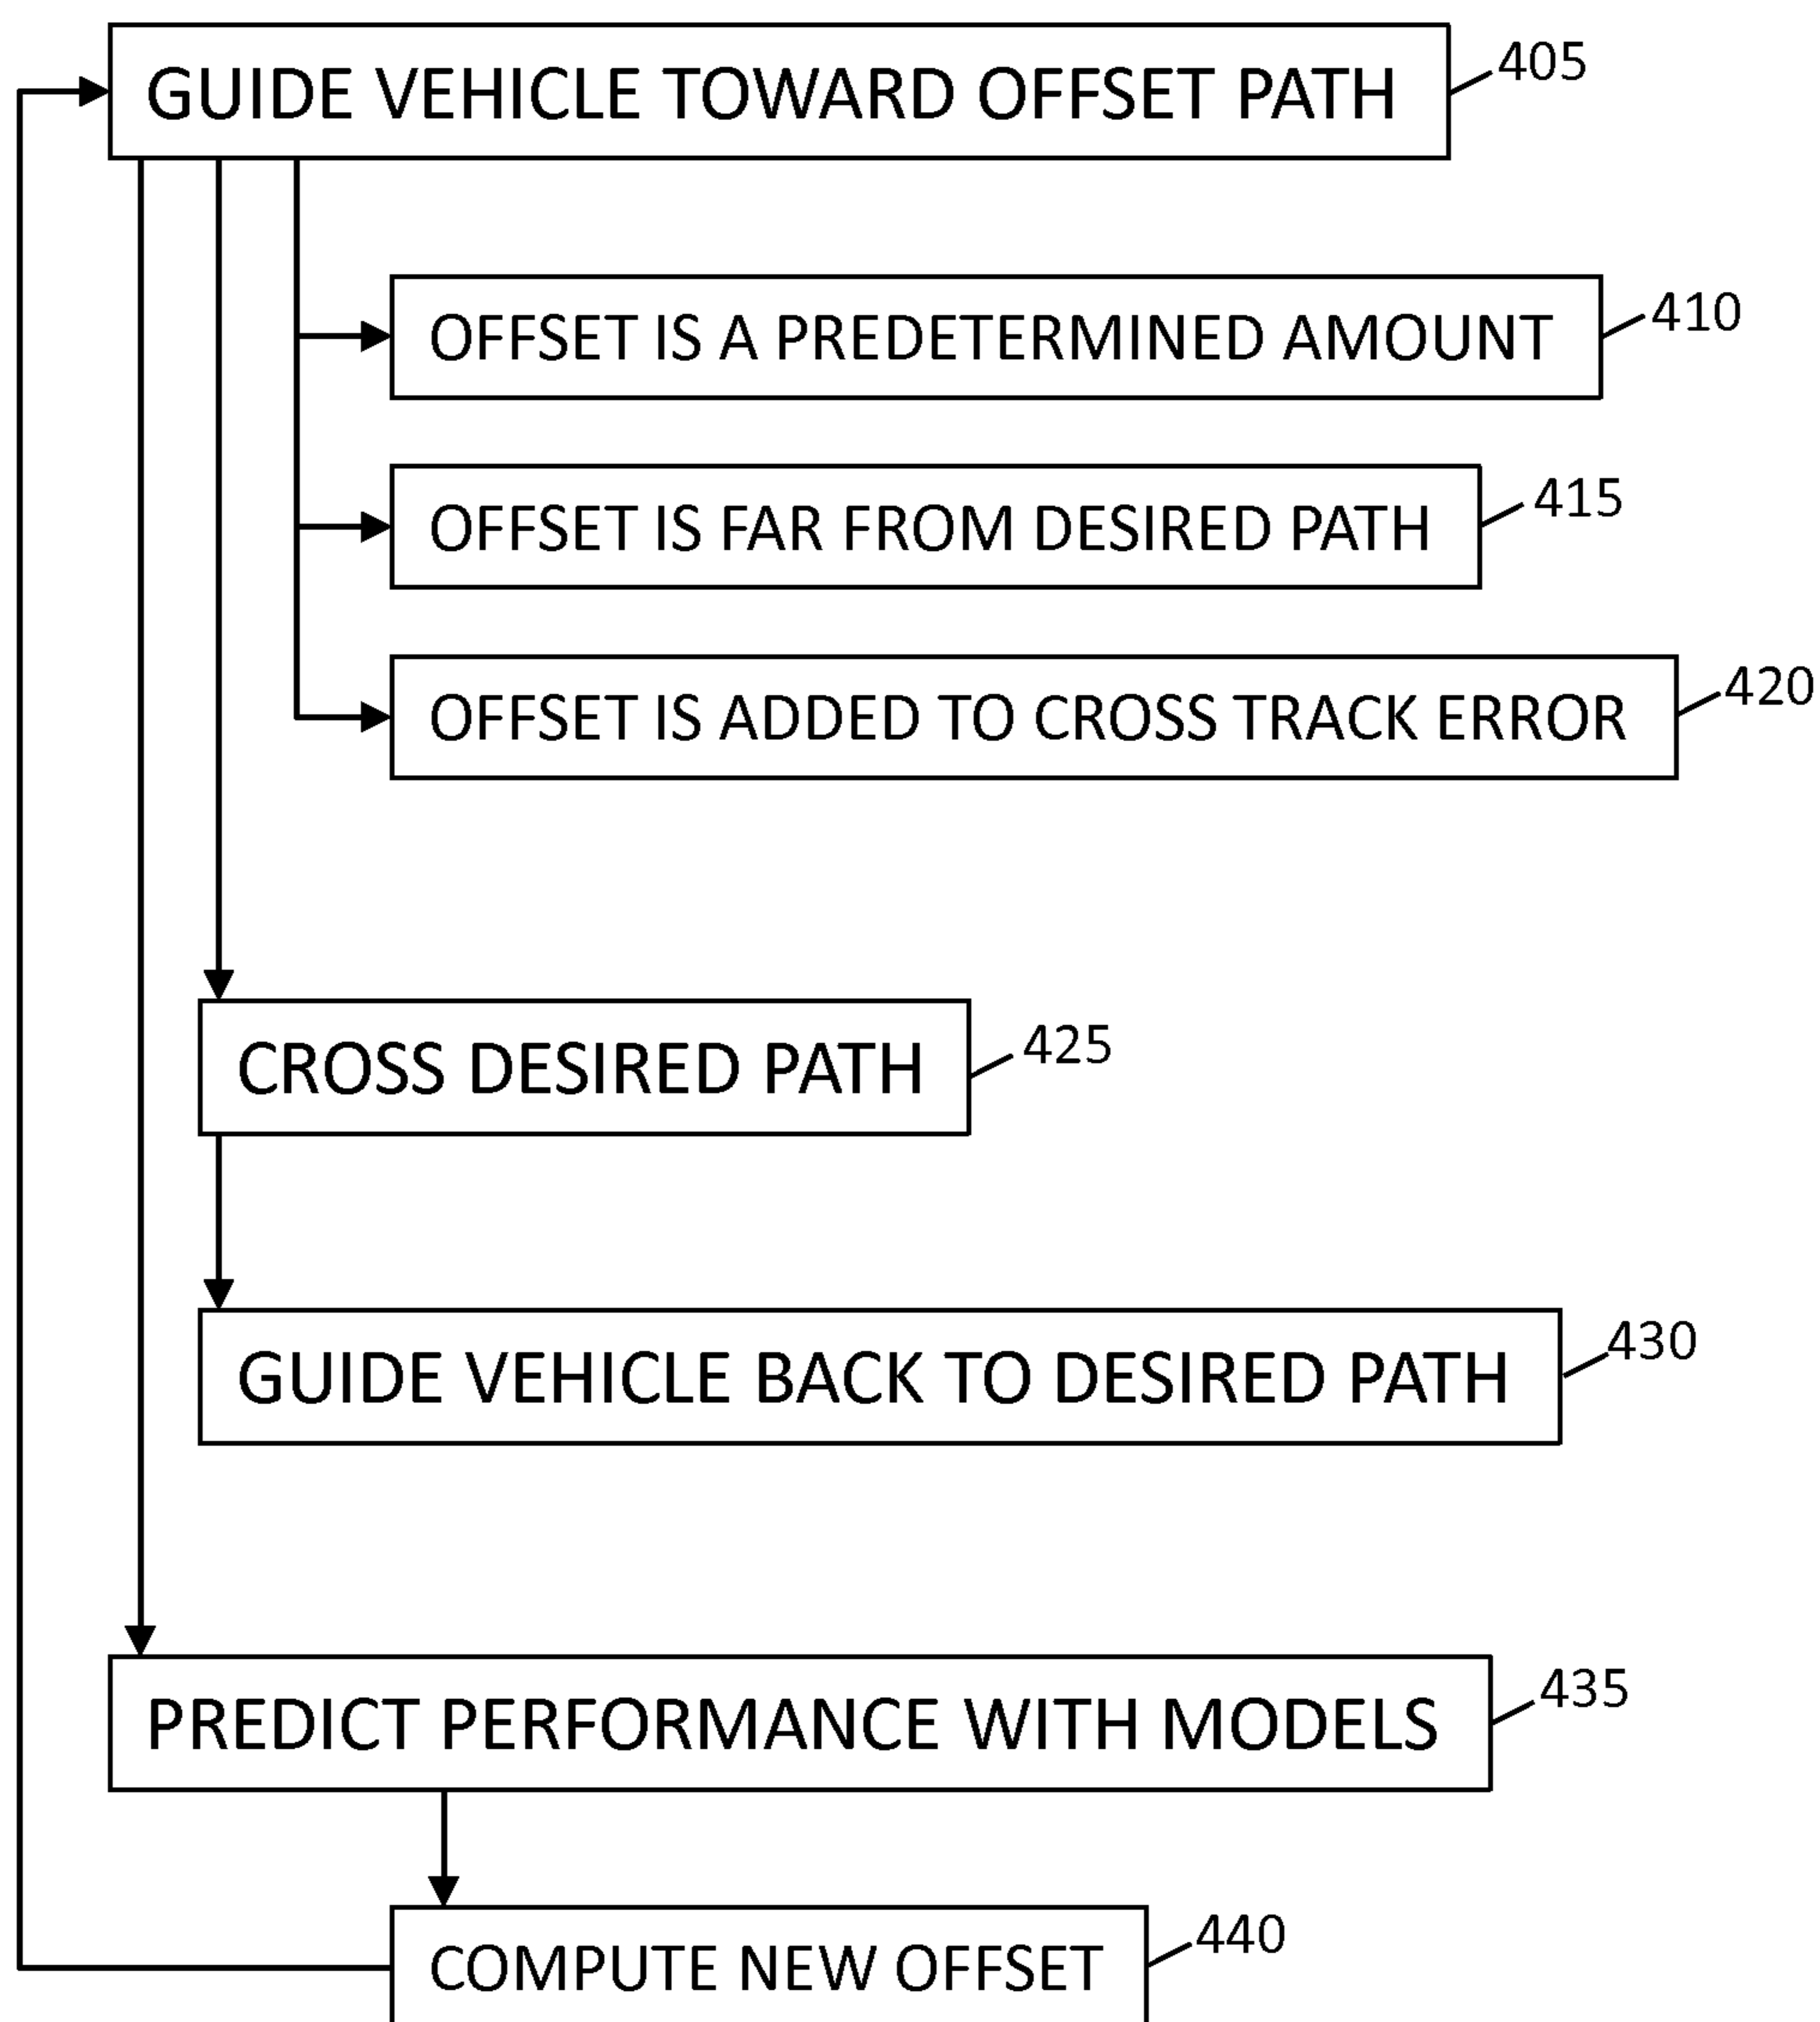 GUIDE VEHICLE TOWARD OFFSET PATH
405
OFFSET IS A PREDETERMINED AMOUNT
410
OFFSET IS FAR FROM DESIRED PATH
415
OFFSET IS ADDED TO CROSS TRACK ERROR
420
CROSS DESIRED PATH
425
GUIDE VEHICLE BACK TO DESIRED PATH
430
PREDICT PERFORMANCE WITH MODELS
435
COMPUTE NEW OFFSET
440